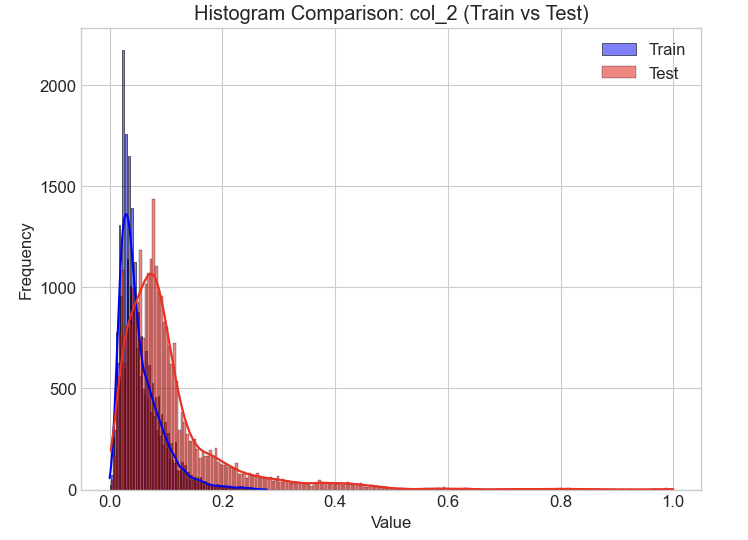 Histogram Comparison: col_2 (Train vs Test)
Train
Test
2000
1500
1000
500
0
Frequency
0.0 0.2 0.4 0.6 0.8 1.0
Value